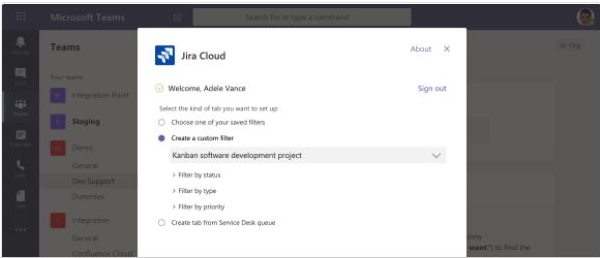 Microsoft Teams
Search for or type a command
Teams
Jira Cloud
About
Your teams
Welcome, Adele Vance
Sign out
Integration Point
Select the kind of tab you want to set up:
Choose one of your saved filters
Staging
Create a custom filter
Demo
Kanban software development project
General
Filter by status
Dev Support
Filter by type
Dummies
Filter by priority
Integration
Create tab from Service Desk queue
General
Confluence Cloud
want") to find the